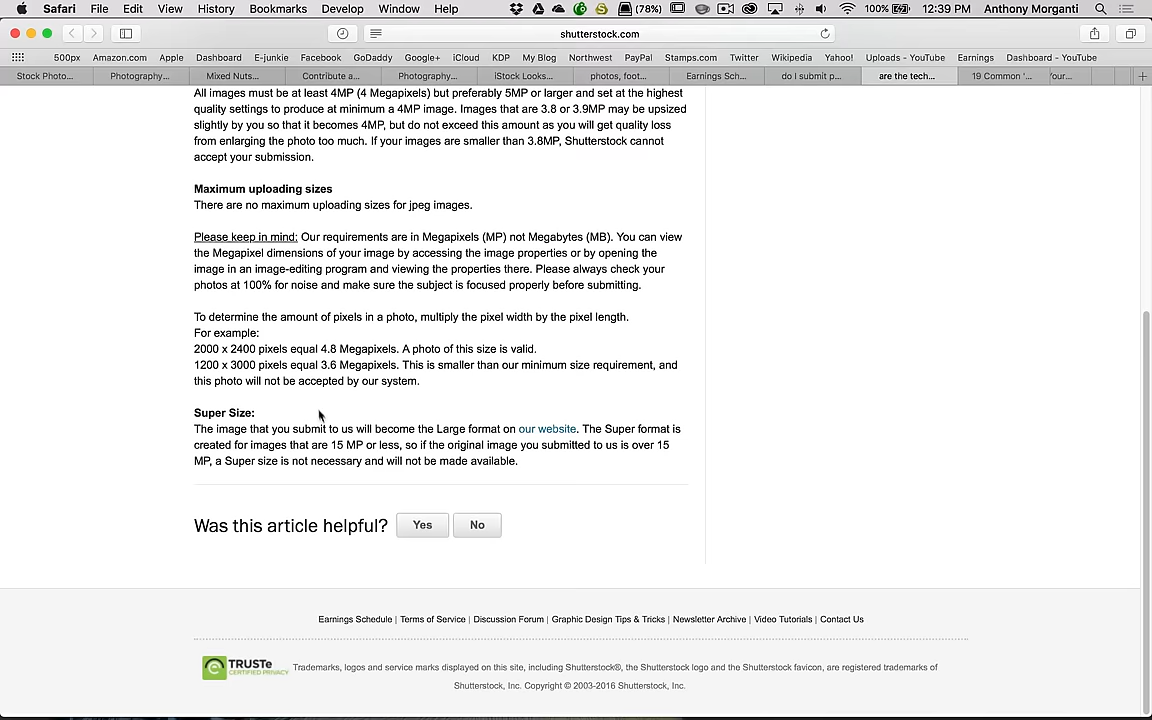 Safari File Edit View History Bookmarks Develop Window Help (78%) 100% 12:39 PM Anthony Morganti
shutterstock.com
500px Amazon.com Apple Dashboard E-junkie Facebook GoDaddy Google+ iCloud KDP My Blog Northwest PayPal Stamps.com Twitter Wikipedia Yahoo! Uploads - YouTube Earnings Dashboard - YouTube
Stock Photo... Photography... Mixed Nuts... Contribute a... Photography... iStock Looks... photos, foot... Earnings Sch... do I submit p... are the tech... 19 Common '... 'our...
All images must be at least 4MP (4 Megapixels) but preferably 5MP or larger and set at the highest
quality settings to produce at minimum a 4MP image. Images that are 3.8 or 3.9MP may be upsized
slightly by you so that it becomes 4MP, but do not exceed this amount as you will get quality loss
from enlarging the photo too much. If your images are smaller than 3.8MP, Shutterstock cannot
accept your submission.
Maximum uploading sizes
There are no maximum uploading sizes for jpeg images.
Please keep in mind: Our requirements are in Megapixels (MP) not Megabytes (MB). You can view
the Megapixel dimensions of your image by accessing the image properties or by opening the
image in an image-editing program and viewing the properties there. Please always check your
photos at 100% for noise and make sure the subject is focused properly before submitting.
To determine the amount of pixels in a photo, multiply the pixel width by the pixel length.
For example:
2000 x 2400 pixels equal 4.8 Megapixels. A photo of this size is valid.
1200 x 3000 pixels equal 3.6 Megapixels. This is smaller than our minimum size requirement, and
this photo will not be accepted by our system.
Super Size:
The image that you submit to us will become the Large format on our website. The Super format is
created for images that are 15 MP or less, so if the original image you submitted to us is over 15
MP, a Super size is not necessary and will not be made available.
Was this article helpful? Yes No
Earnings Schedule | Terms of Service | Discussion Forum | Graphic Design Tips & Tricks | Newsletter Archive | Video Tutorials | Contact Us
TRUSTe
CERTIFIED PRIVACY
Trademarks, logos and service marks displayed on this site, including Shutterstock®, the Shutterstock logo and the Shutterstock favicon, are registered trademarks of
Shutterstock, Inc. Copyright © 2003-2016 Shutterstock, Inc.